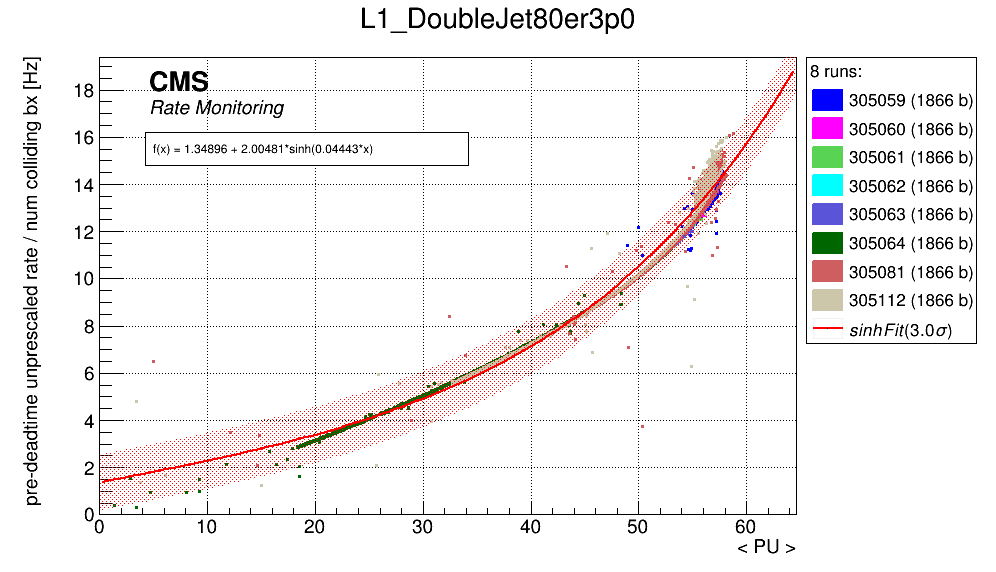 L1_DoubleJet80er3p0
pre-deadtime unprescaled rate / num colliding bx [Hz]
CMS
Rate Monitoring
f(x) = 1.34896 + 2.00481*sinh(0.04443*x)
18
16
14
12
10
8
6
4
2
0
0 10 20 30 40 50 60
< PU >
8 runs:
305059 (1866 b)
305060 (1866 b)
305061 (1866 b)
305062 (1866 b)
305063 (1866 b)
305064 (1866 b)
305081 (1866 b)
305112 (1866 b)
sinhFit(3.0σ)